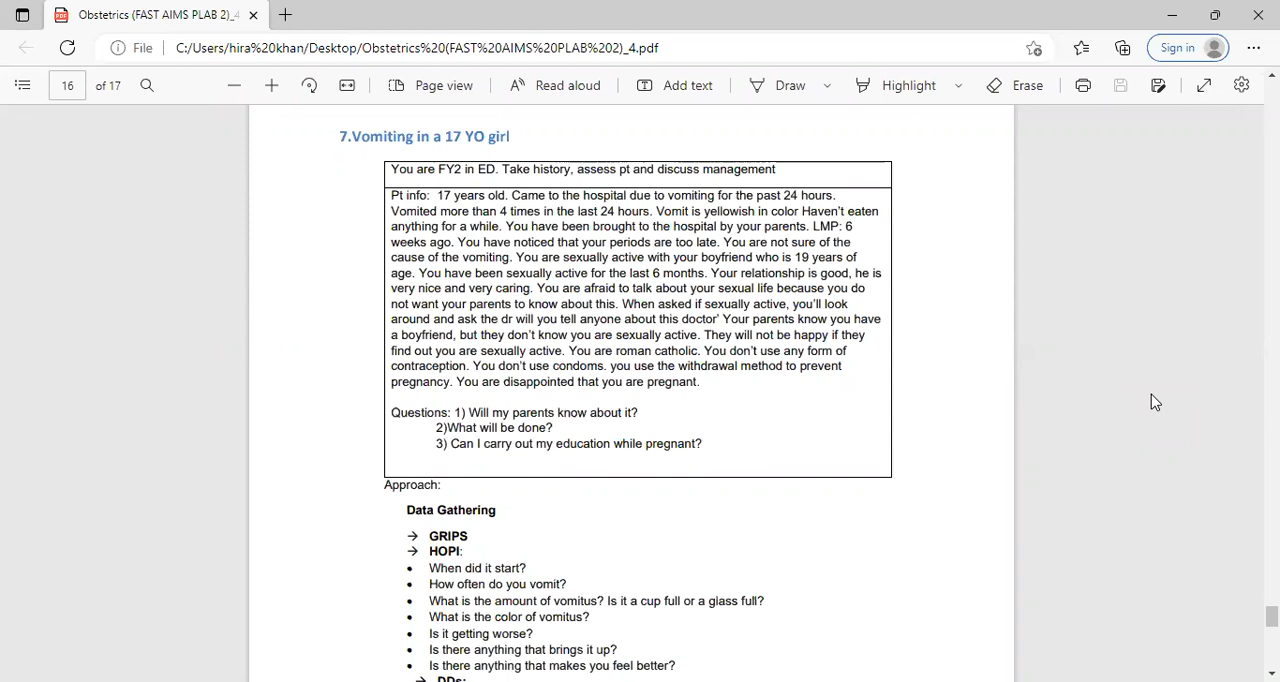 Obstetrics (FAST AIMS PLAB 2)_4
File C:/Users/hira%20khan/Desktop/Obstetrics%20(FAST%20AIMS%20PLAB%202)_4.pdf Sign in
16 of 17 Page view Read aloud Add text Draw Highlight Erase
7.Vomiting in a 17 YO girl
You are FY2 in ED. Take history, assess pt and discuss management
Pt info: 17 years old. Came to the hospital due to vomiting for the past 24 hours.
Vomited more than 4 times in the last 24 hours. Vomit is yellowish in color Haven't eaten
anything for a while. You have been brought to the hospital by your parents. LMP: 6
weeks ago. You have noticed that your periods are too late. You are not sure of the
cause of the vomiting. You are sexually active with your boyfriend who is 19 years of
age. You have been sexually active for the last 6 months. Your relationship is good, he is
very nice and very caring. You are afraid to talk about your sexual life because you do
not want your parents to know about this. When asked if sexually active, you'll look
around and ask the dr will you tell anyone about this doctor' Your parents know you have
a boyfriend, but they don't know you are sexually active. They will not be happy if they
find out you are sexually active. You are roman catholic. You don't use any form of
contraception. You don't use condoms. you use the withdrawal method to prevent
pregnancy. You are disappointed that you are pregnant.
Questions: 1) Will my parents know about it?
2)What will be done?
3) Can I carry out my education while pregnant?
Approach:
Data Gathering
→ GRIPS
→ HOPI:
• When did it start?
• How often do you vomit?
• What is the amount of vomitus? Is it a cup full or a glass full?
• What is the color of vomitus?
• Is it getting worse?
• Is there anything that brings it up?
• Is there anything that makes you feel better?
→ DDs: